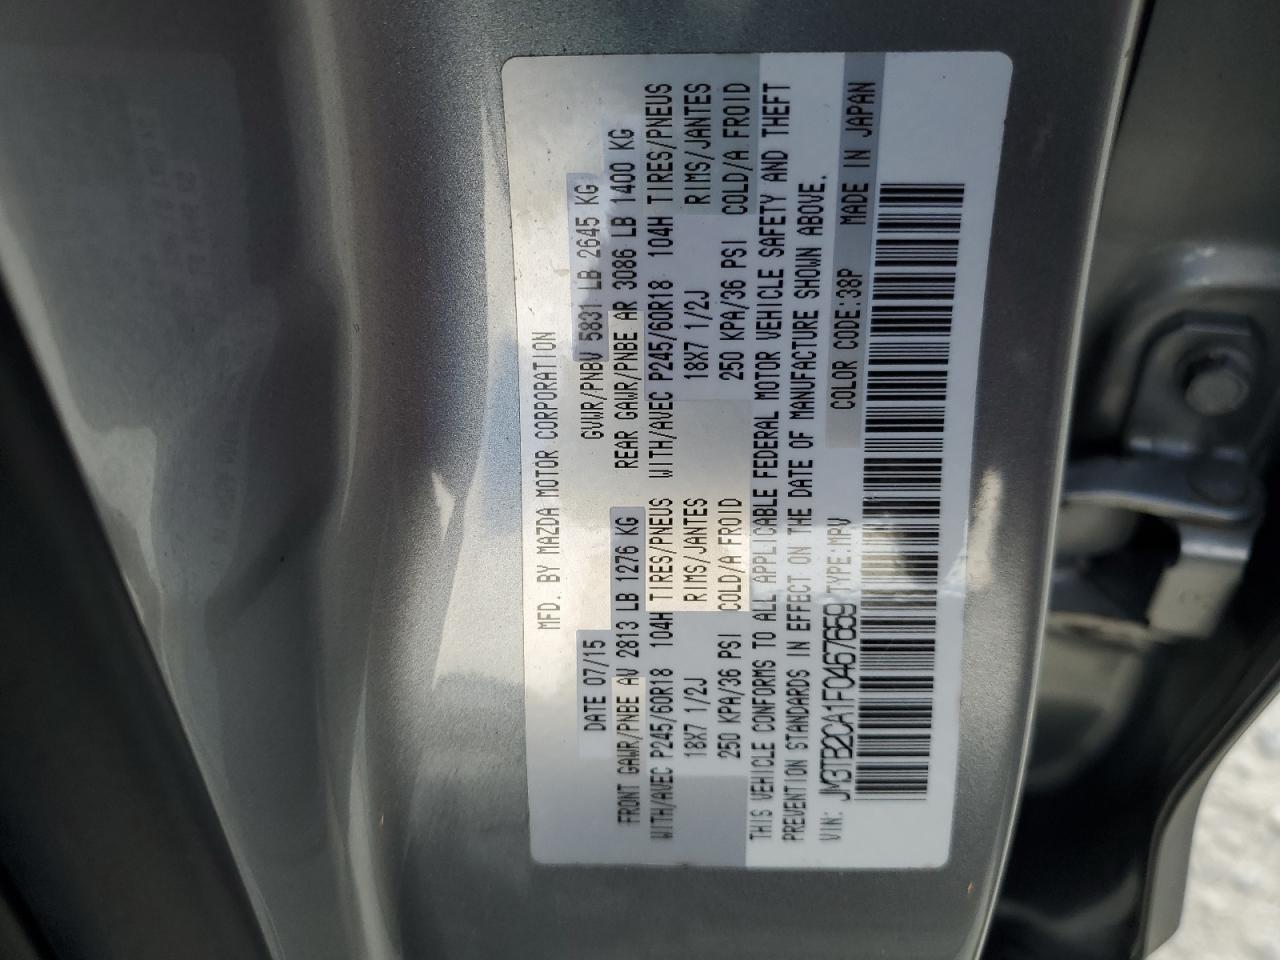 MFD. BY MAZDA MOTOR CORPORATION
DATE 07/15 GVWR/PNBV 5831 LB 2645 KG
FRONT GAWR/PNBE AV 2813 LB 1276 KG REAR GAWR/PNBE AR 3086 LB 1400 KG
WITH/AVEC P245/60R18 104H TIRES/PNEUS WITH/AVEC P245/60R18 104H TIRES/PNEUS
18X7 1/2J RIMS/JANTES 18X7 1/2J RIMS/JANTES
250 KPA/36 PSI COLD/A FROID 250 KPA/36 PSI COLD/A FROID
THIS VEHICLE CONFORMS TO ALL APPLICABLE FEDERAL MOTOR VEHICLE SAFETY AND THEFT
PREVENTION STANDARDS IN EFFECT ON THE DATE OF MANUFACTURE SHOWN ABOVE.
VIN: JM3TB2CA1F0467659 TYPE:MPV COLOR CODE:38P MADE IN JAPAN